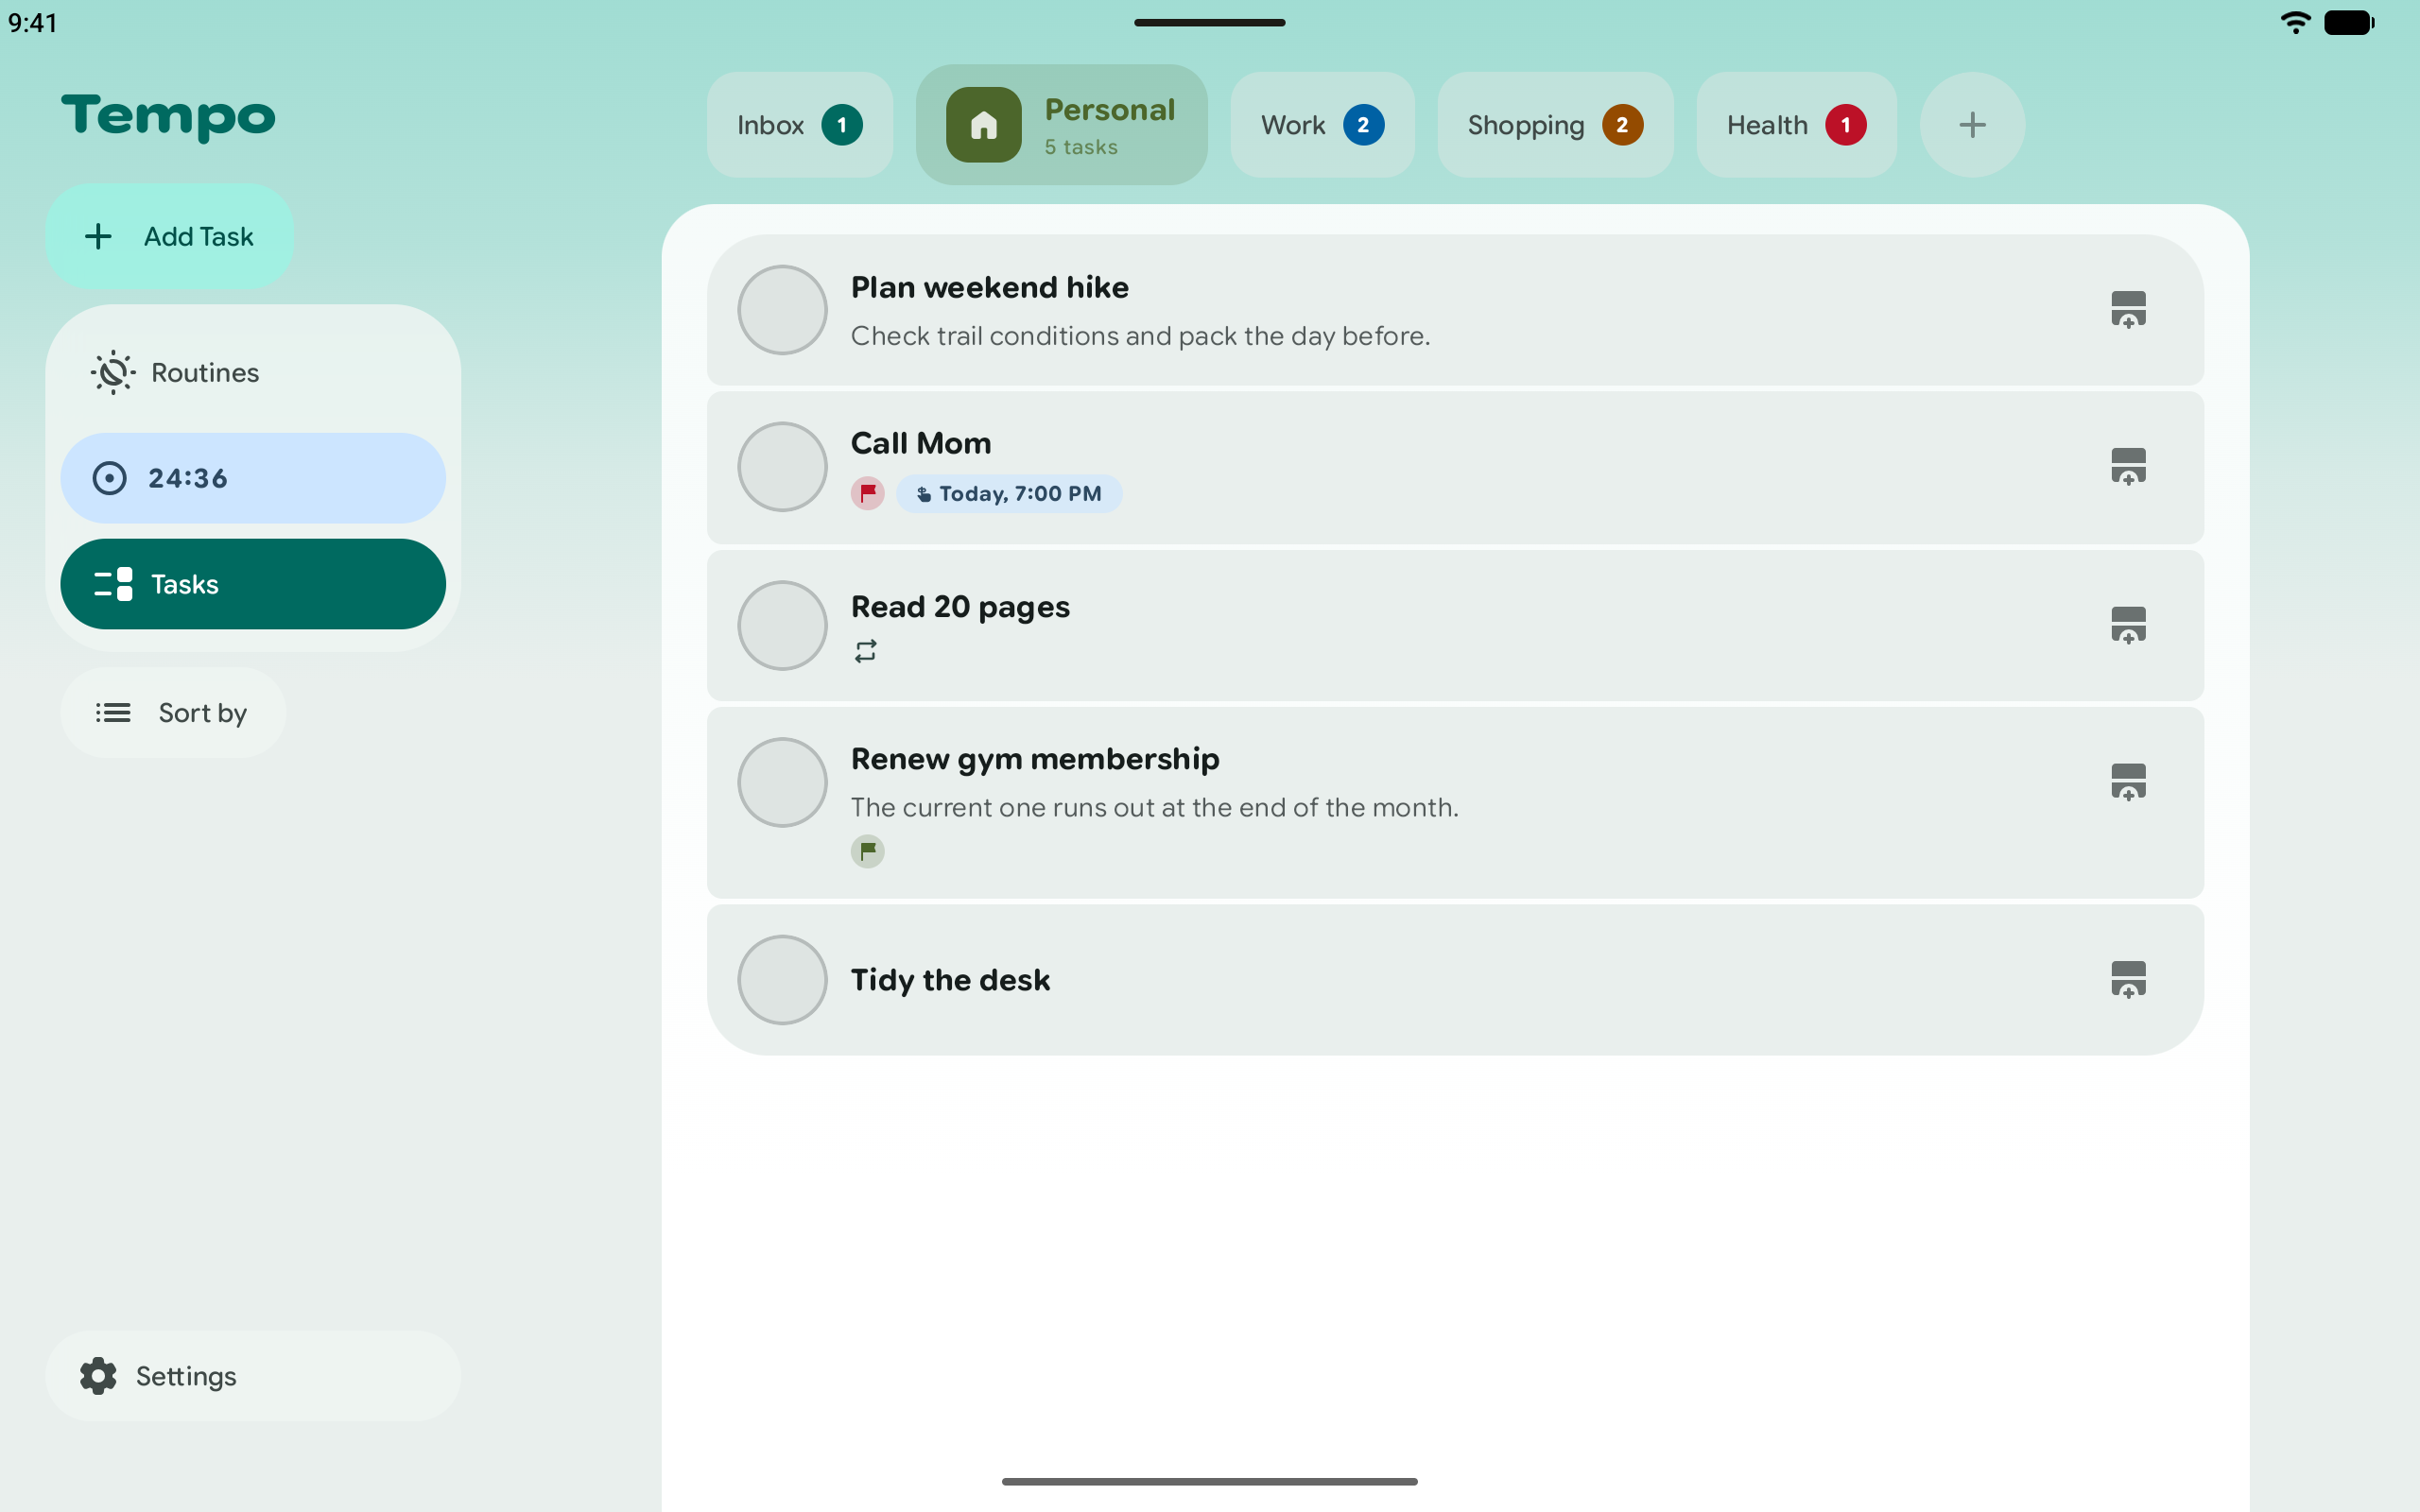 9:41
Tempo
Add Task
Routines
24:36
Tasks
Sort by
Settings
Inbox 1
Personal
5 tasks
Work 2
Shopping 2
Health 1
Plan weekend hike
Check trail conditions and pack the day before.
Call Mom
Today, 7:00 PM
Read 20 pages
Renew gym membership
The current one runs out at the end of the month.
Tidy the desk